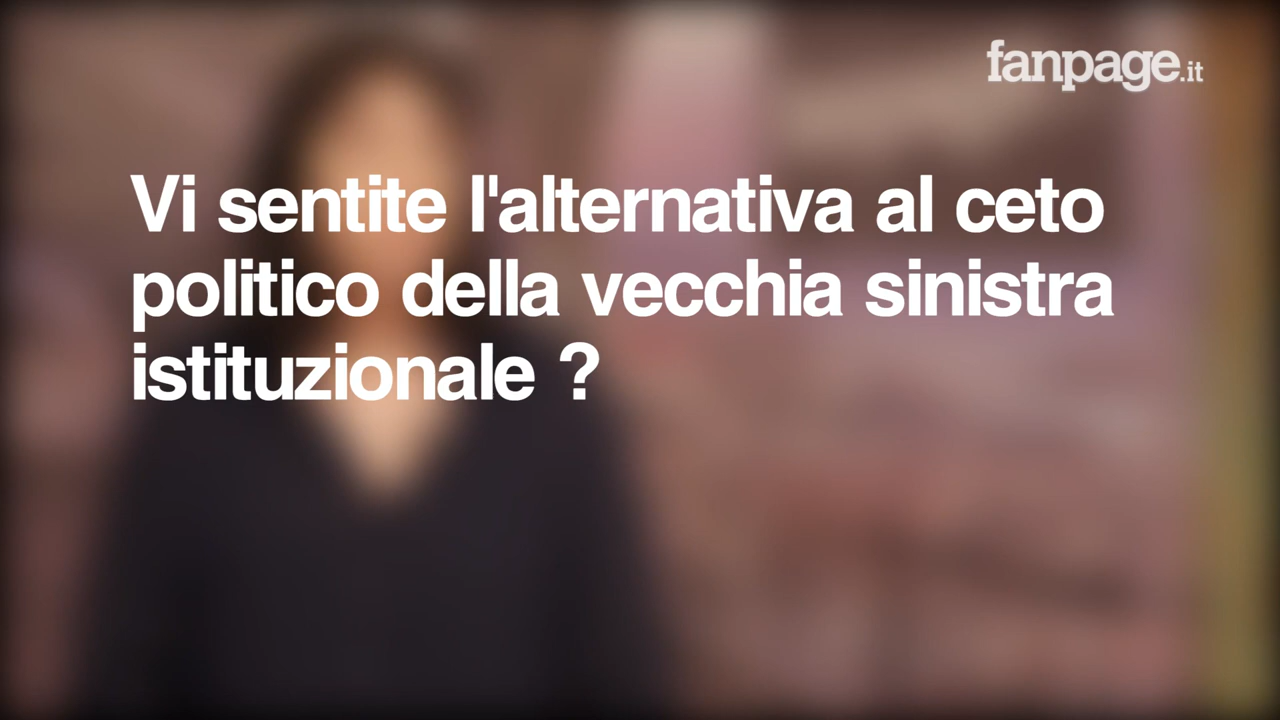 fanpage.it
Vi sentite l'alternativa al ceto
politico della vecchia sinistra
istituzionale ?